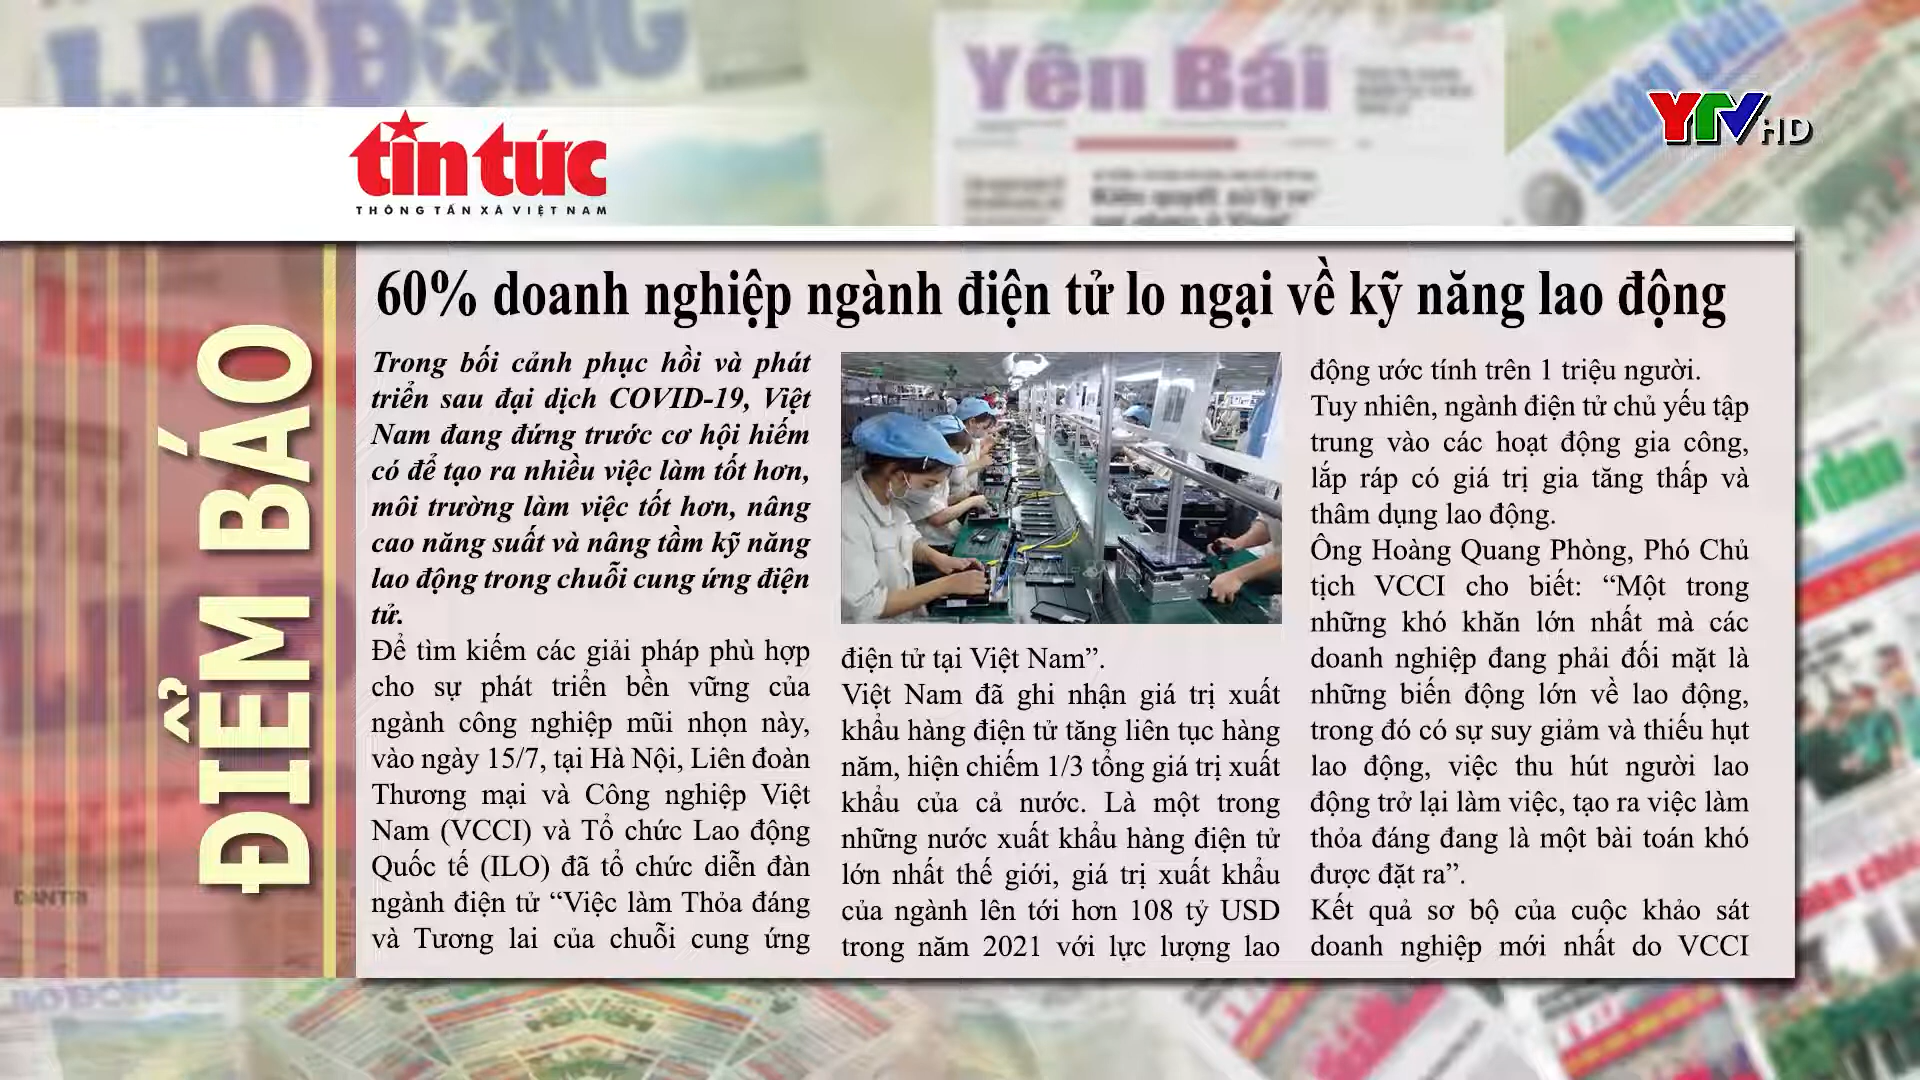 LAO ĐỘNG
Yên Bái
Nhân Dân
YTV HD
tin tức
THÔNG TẤN XÃ VIỆT NAM
ĐIỂM BÁO
60% doanh nghiệp ngành điện tử lo ngại về kỹ năng lao động
Trong bối cảnh phục hồi và phát
triển sau đại dịch COVID-19, Việt
Nam đang đứng trước cơ hội hiếm
có để tạo ra nhiều việc làm tốt hơn,
môi trường làm việc tốt hơn, nâng
cao năng suất và nâng tầm kỹ năng
lao động trong chuỗi cung ứng điện
tử.
Để tìm kiếm các giải pháp phù hợp
cho sự phát triển bền vững của
ngành công nghiệp mũi nhọn này,
vào ngày 15/7, tại Hà Nội, Liên đoàn
Thương mại và Công nghiệp Việt
Nam (VCCI) và Tổ chức Lao động
Quốc tế (ILO) đã tổ chức diễn đàn
ngành điện tử “Việc làm Thỏa đáng
và Tương lai của chuỗi cung ứng
điện tử tại Việt Nam”.
Việt Nam đã ghi nhận giá trị xuất
khẩu hàng điện tử tăng liên tục hàng
năm, hiện chiếm 1/3 tổng giá trị xuất
khẩu của cả nước. Là một trong
những nước xuất khẩu hàng điện tử
lớn nhất thế giới, giá trị xuất khẩu
của ngành lên tới hơn 108 tỷ USD
trong năm 2021 với lực lượng lao
động ước tính trên 1 triệu người.
Tuy nhiên, ngành điện tử chủ yếu tập
trung vào các hoạt động gia công,
lắp ráp có giá trị gia tăng thấp và
thâm dụng lao động.
Ông Hoàng Quang Phòng, Phó Chủ
tịch VCCI cho biết: “Một trong
những khó khăn lớn nhất mà các
doanh nghiệp đang phải đối mặt là
những biến động lớn về lao động,
trong đó có sự suy giảm và thiếu hụt
lao động, việc thu hút người lao
động trở lại làm việc, tạo ra việc làm
thỏa đáng đang là một bài toán khó
được đặt ra”.
Kết quả sơ bộ của cuộc khảo sát
doanh nghiệp mới nhất do VCCI
DANTRI
LAO ĐỘNG